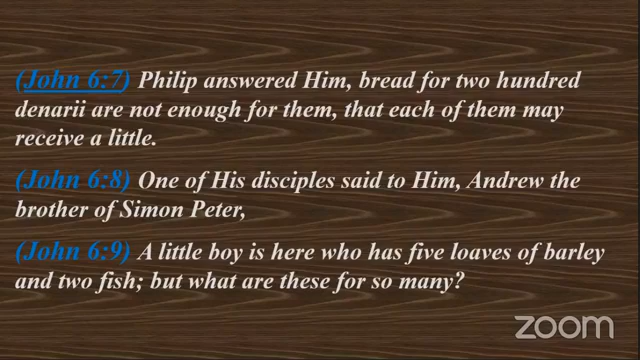 (John 6:7) Philip answered Him, bread for two hundred
denarii are not enough for them, that each of them may
receive a little.
(John 6:8) One of His disciples said to Him, Andrew the
brother of Simon Peter,
(John 6:9) A little boy is here who has five loaves of barley
and two fish; but what are these for so many?
zoom